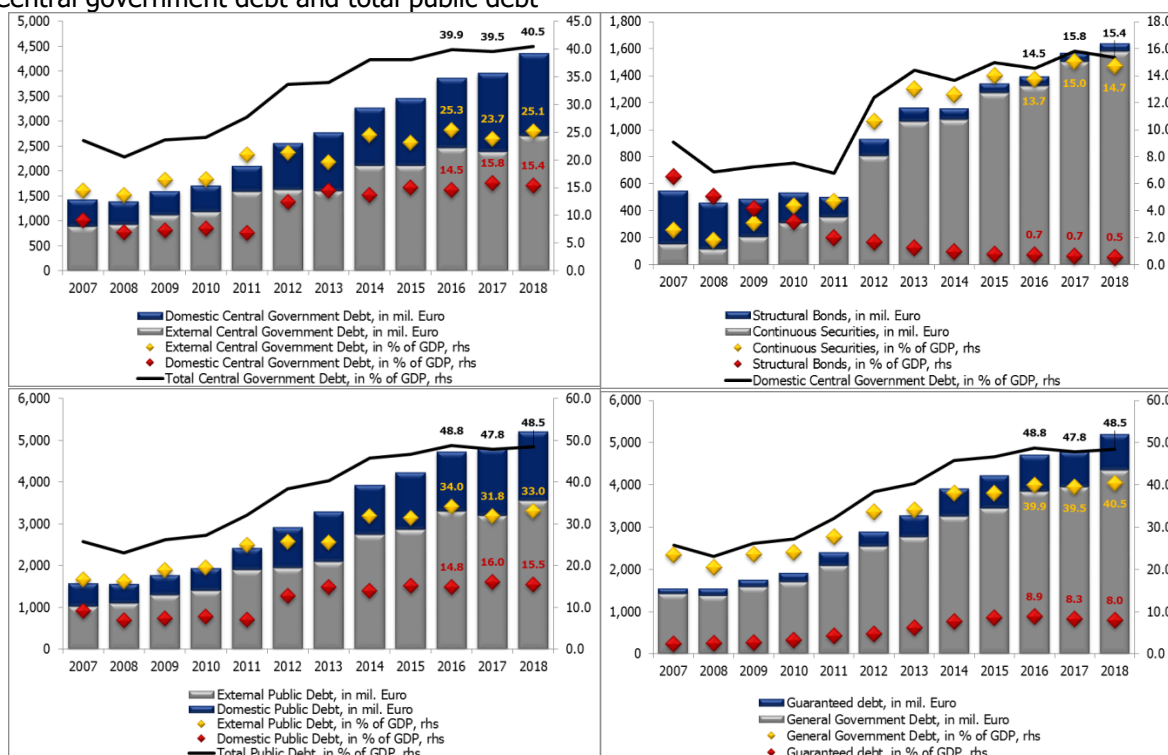 Central government debt and total public debt
5,000
4,500
4,000
3,500
3,000
2,500
2,000
1,500
1,000
500
0
45.0
40.0
35.0
30.0
25.0
20.0
15.0
10.0
5.0
0.0
39.9 39.5 40.5
25.3 23.7 25.1
14.5 15.8 15.4
2007 2008 2009 2010 2011 2012 2013 2014 2015 2016 2017 2018
Domestic Central Government Debt, in mil. Euro
External Central Government Debt, in mil. Euro
External Central Government Debt, in % of GDP, rhs
Domestic Central Government Debt, in % of GDP, rhs
Total Central Government Debt, in % of GDP, rhs
1,800
1,600
1,400
1,200
1,000
800
600
400
200
0
18.0
16.0
14.0
12.0
10.0
8.0
6.0
4.0
2.0
0.0
14.5 15.8 15.4
13.7 15.0 14.7
0.7 0.7 0.5
2007 2008 2009 2010 2011 2012 2013 2014 2015 2016 2017 2018
Structural Bonds, in mil. Euro
Continuous Securities, in mil. Euro
Continuous Securities, in % of GDP, rhs
Structural Bonds, in % of GDP, rhs
Domestic Central Government Debt, in % of GDP, rhs
6,000
5,000
4,000
3,000
2,000
1,000
0
60.0
50.0
40.0
30.0
20.0
10.0
0.0
48.8 47.8 48.5
34.0 31.8 33.0
14.8 16.0 15.5
2007 2008 2009 2010 2011 2012 2013 2014 2015 2016 2017 2018
External Public Debt, in mil. Euro
Domestic Public Debt, in mil. Euro
External Public Debt, in % of GDP, rhs
Domestic Public Debt, in % of GDP, rhs
Total Public Debt, in % of GDP, rhs
6,000
5,000
4,000
3,000
2,000
1,000
0
60.0
50.0
40.0
30.0
20.0
10.0
0.0
48.8 47.8 48.5
39.9 39.5 40.5
8.9 8.3 8.0
2007 2008 2009 2010 2011 2012 2013 2014 2015 2016 2017 2018
Guaranteed debt, in mil. Euro
General Government Debt, in mil. Euro
General Government Debt, in % of GDP, rhs
Guaranteed debt, in % of GDP, rhs